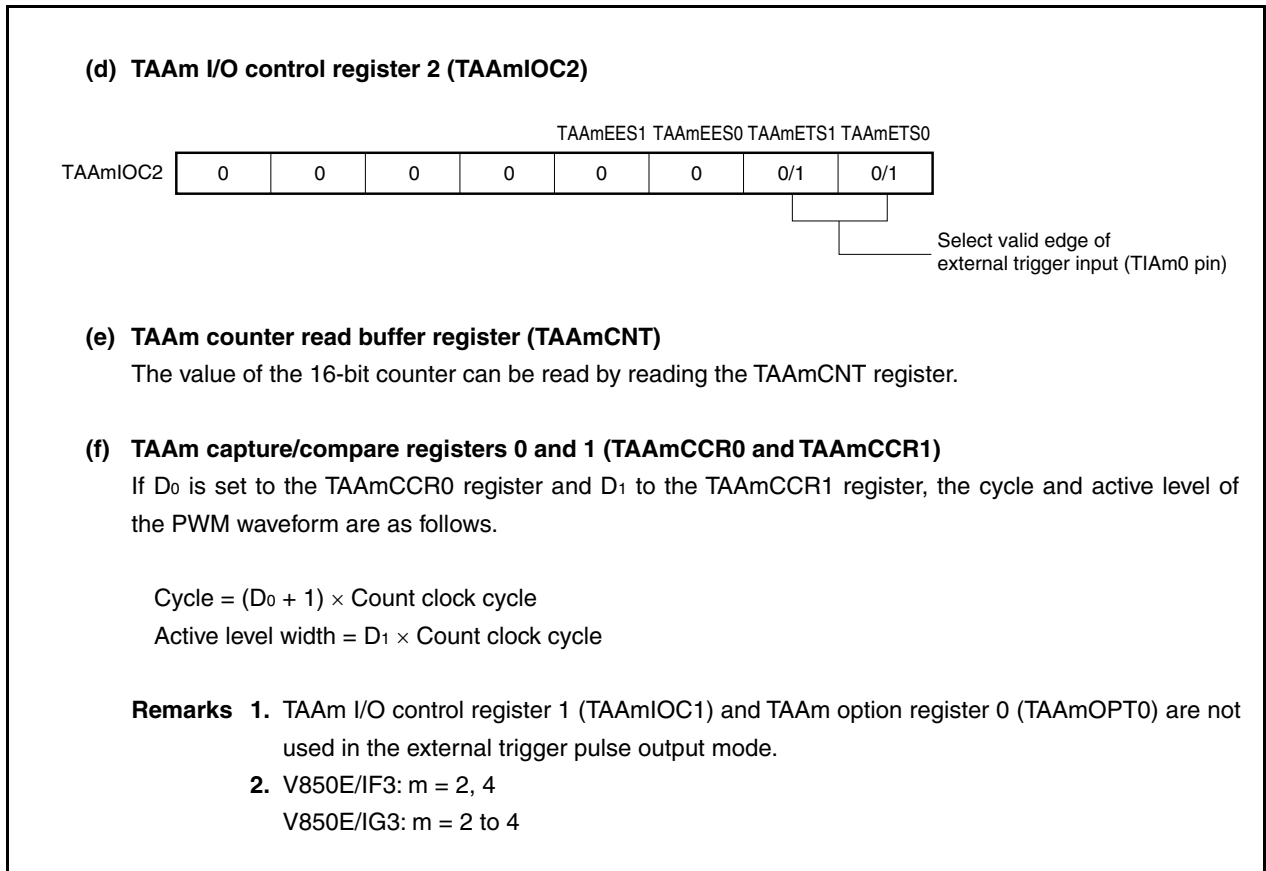 (d) TAAm I/O control register 2 (TAAmIOC2)
TAAmEES1 TAAmEES0 TAAmETS1 TAAmETS0
TAAmIOC2 0 0 0 0 0 0 0/1 0/1
Select valid edge of
external trigger input (TIAm0 pin)
(e) TAAm counter read buffer register (TAAmCNT)
The value of the 16-bit counter can be read by reading the TAAmCNT register.
(f) TAAm capture/compare registers 0 and 1 (TAAmCCR0 and TAAmCCR1)
If D0 is set to the TAAmCCR0 register and D1 to the TAAmCCR1 register, the cycle and active level of
the PWM waveform are as follows.
Cycle = (D0 + 1) × Count clock cycle
Active level width = D1 × Count clock cycle
Remarks 1. TAAm I/O control register 1 (TAAmIOC1) and TAAm option register 0 (TAAmOPT0) are not
used in the external trigger pulse output mode.
2. V850E/IF3: m = 2, 4
V850E/IG3: m = 2 to 4